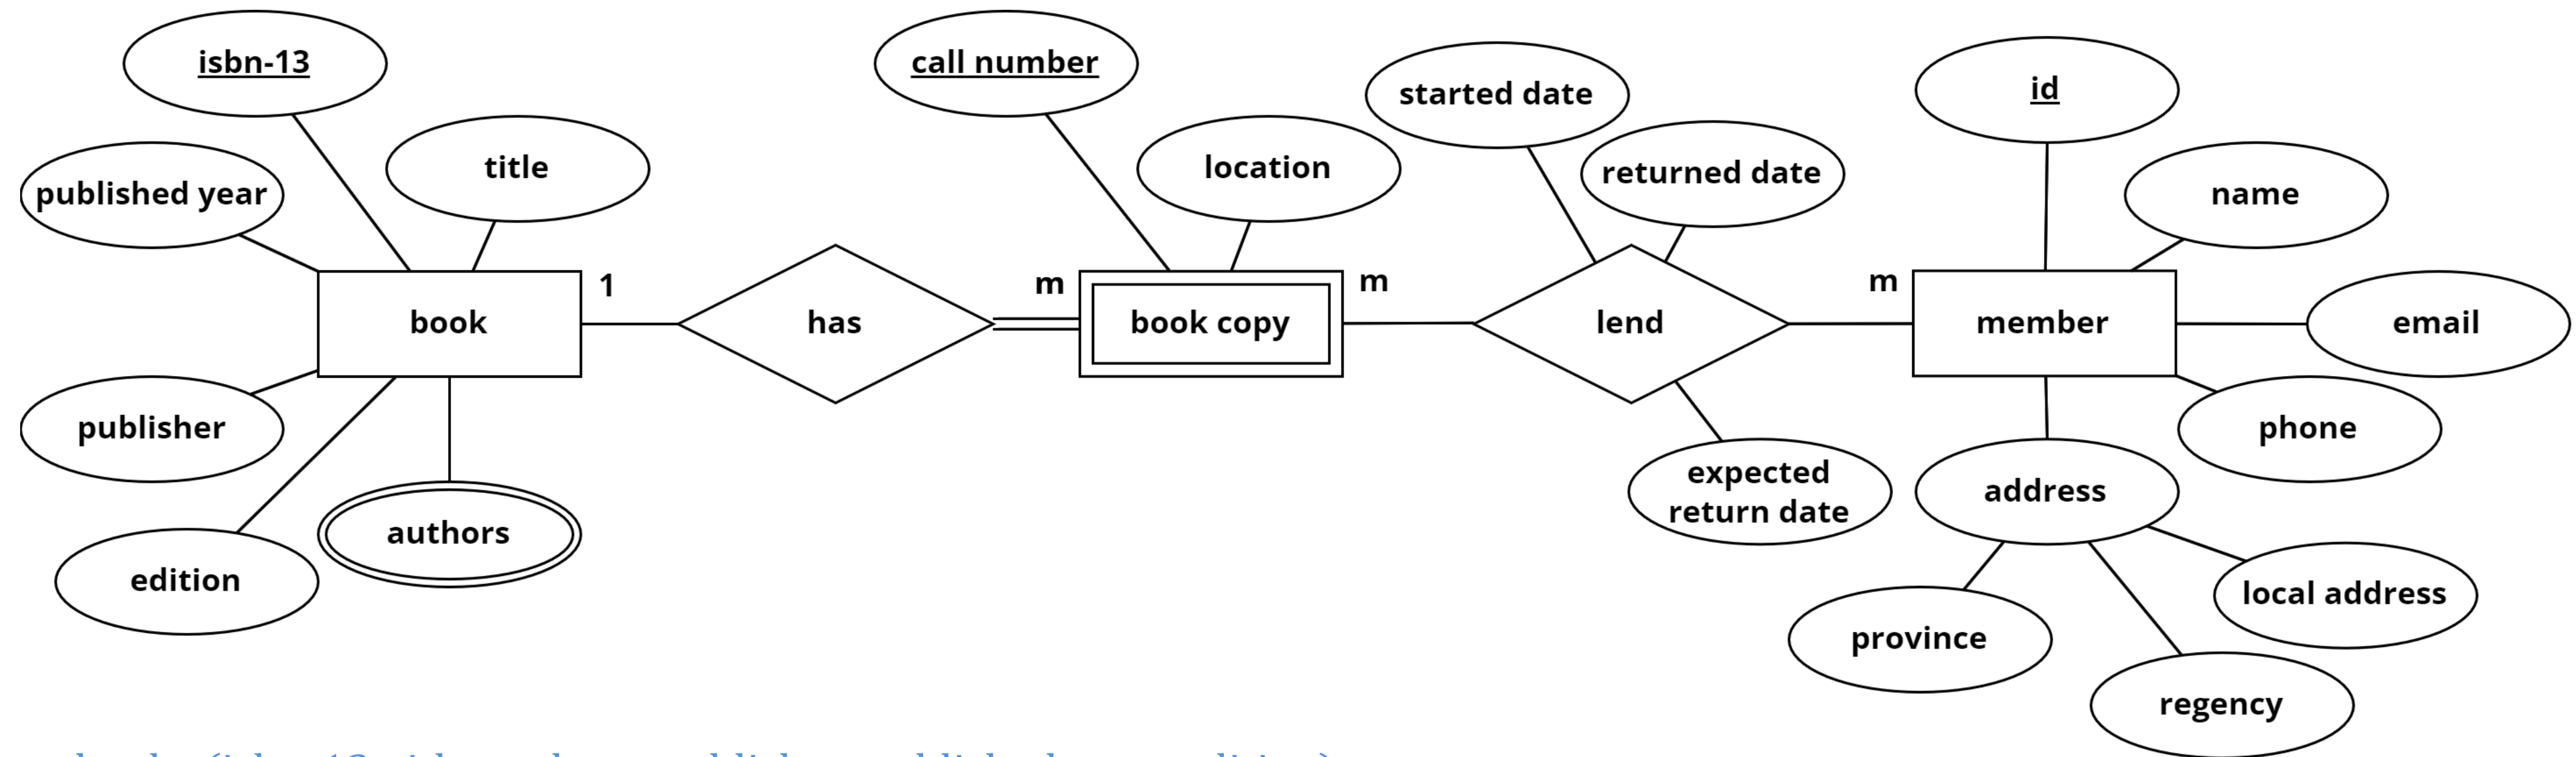 isbn-13
call number
started date
id
published year
title
location
returned date
name
1
m
m
m
book
has
book copy
lend
member
email
publisher
phone
authors
expected
return date
address
edition
local address
province
regency